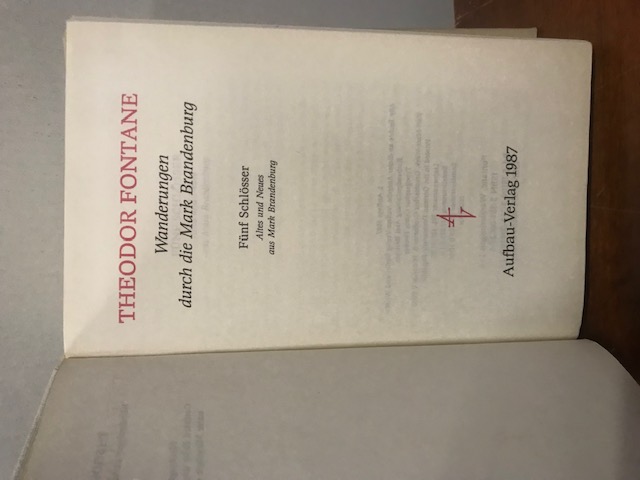 THEODOR FONTANE
Wanderungen
durch die Mark Brandenburg
Fünf Schlösser
Altes und Neues
aus Mark Brandenburg
Aufbau-Verlag 1987